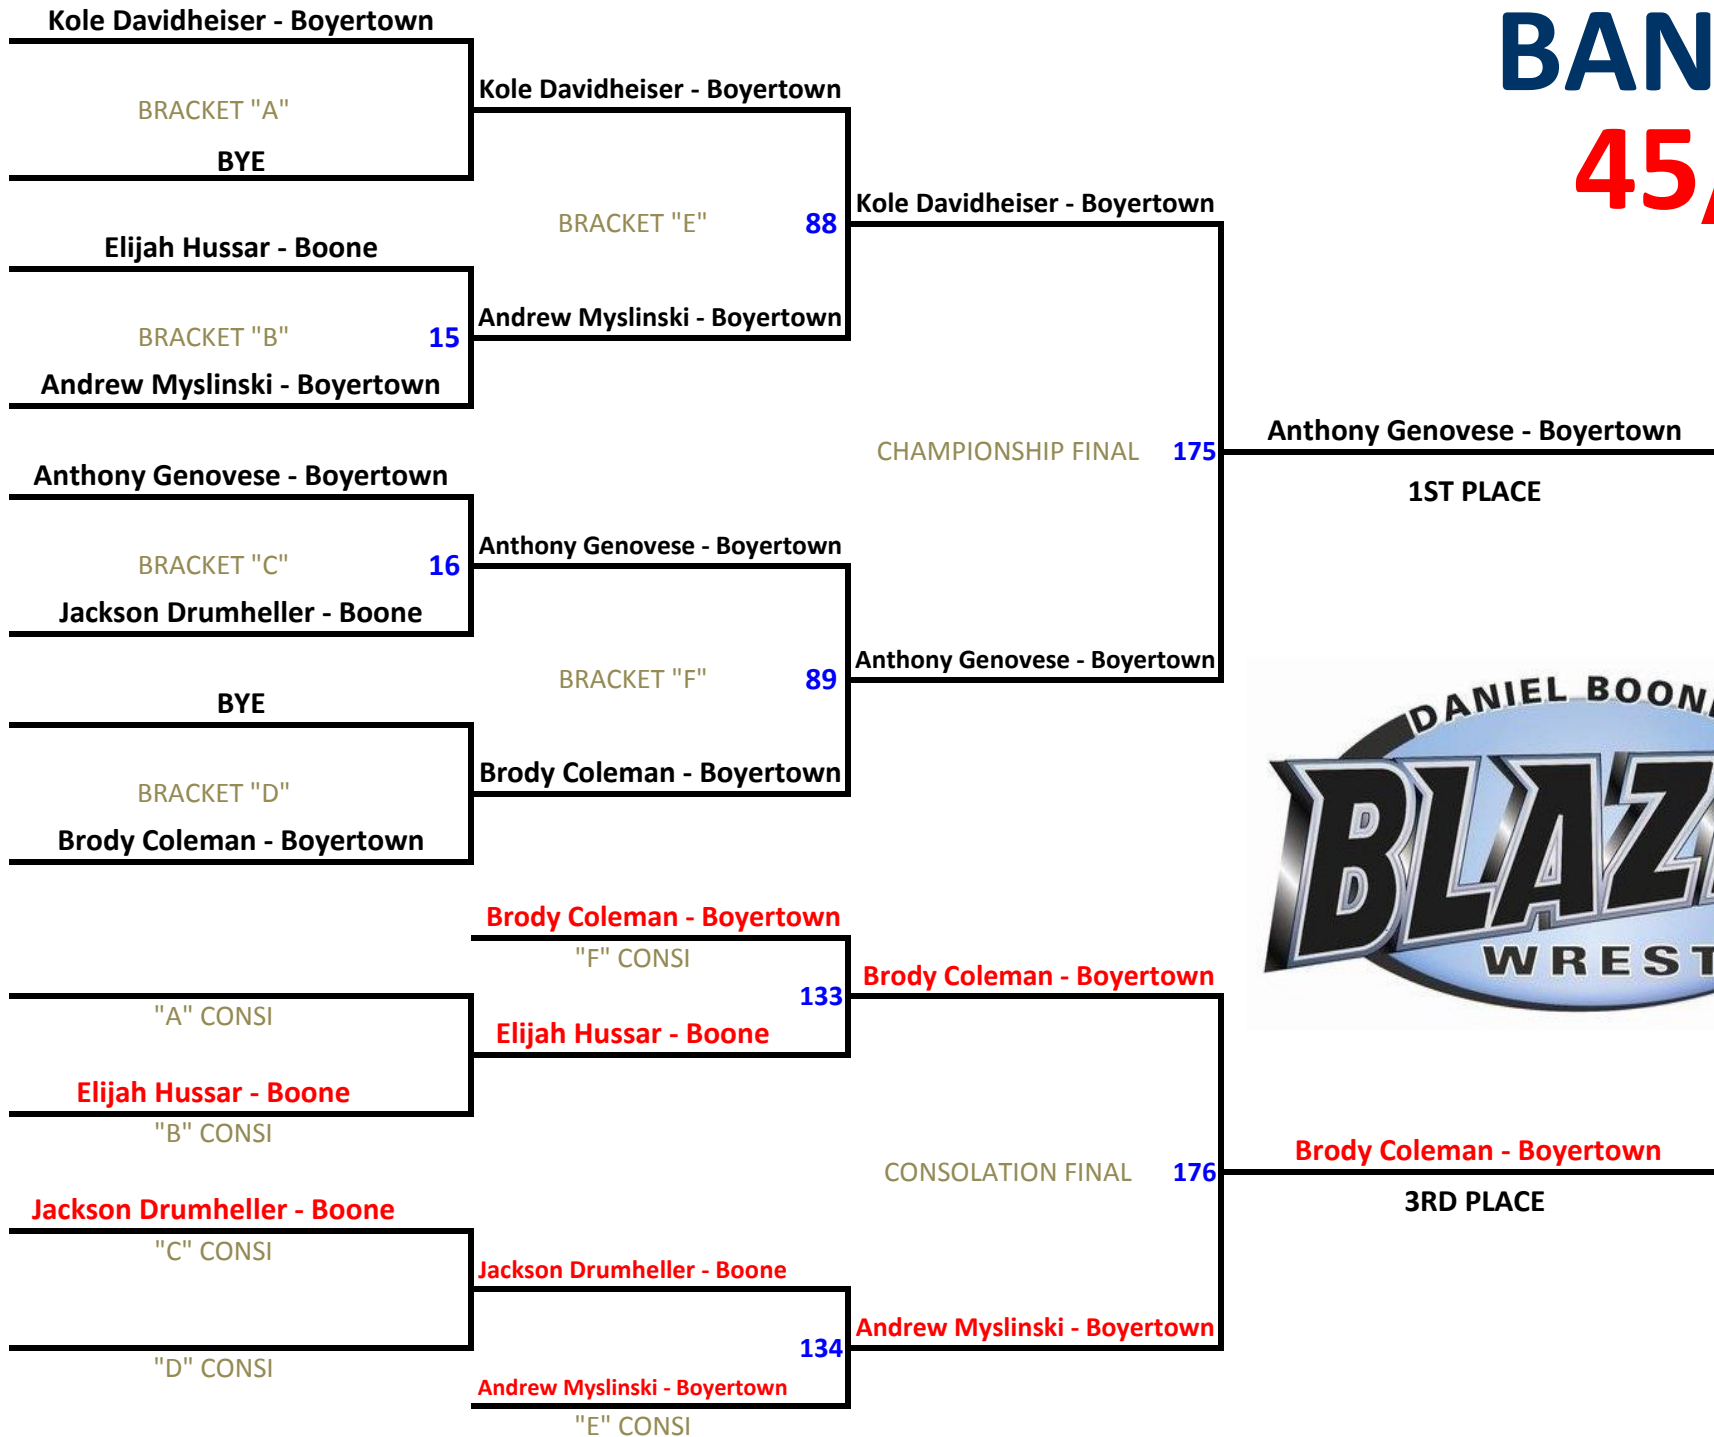 Kole Davidheiser - Boyertown
BRACKET "A"
BYE
Elijah Hussar - Boone
BRACKET "B"
15
Andrew Myslinski - Boyertown
Anthony Genovese - Boyertown
BRACKET "C"
16
Jackson Drumheller - Boone
BYE
BRACKET "D"
Brody Coleman - Boyertown
"A" CONSI
Elijah Hussar - Boone
"B" CONSI
Jackson Drumheller - Boone
"C" CONSI
"D" CONSI
Kole Davidheiser - Boyertown
BRACKET "E"
88
Andrew Myslinski - Boyertown
Anthony Genovese - Boyertown
BRACKET "F"
89
Brody Coleman - Boyertown
Brody Coleman - Boyertown
"F" CONSI
133
Elijah Hussar - Boone
Jackson Drumheller - Boone
134
Andrew Myslinski - Boyertown
"E" CONSI
Kole Davidheiser - Boyertown
CHAMPIONSHIP FINAL
175
Anthony Genovese - Boyertown
Brody Coleman - Boyertown
CONSOLATION FINAL
176
Andrew Myslinski - Boyertown
BAN
45/
Anthony Genovese - Boyertown
1ST PLACE
DANIEL BOON
BLAZ
WREST
Brody Coleman - Boyertown
3RD PLACE